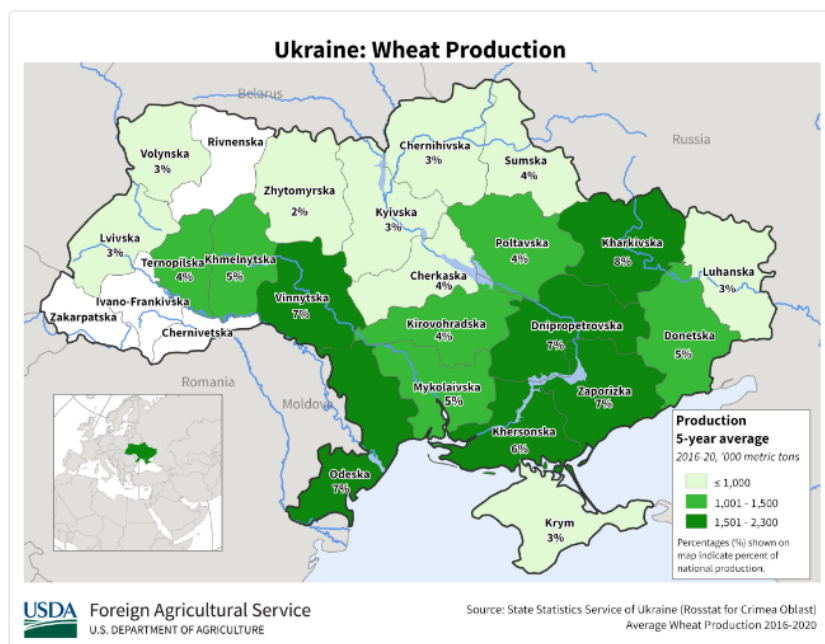 Ukraine: Wheat Production
Belarus
Russia
Romania
Moldova
Volynska
3%
Rivnenska
Zhytomyrska
2%
Kyivska
3%
Chernihivska
3%
Sumska
4%
Lvivska
3%
Ternopilska
4%
Khmelnytska
5%
Vinnytska
7%
Cherkaska
4%
Poltavska
4%
Kharkivska
8%
Luhanska
3%
Zakarpatska
Ivano-Frankivska
Chernivetska
Kirovohradska
4%
Dnipropetrovska
7%
Donetska
5%
Mykolaivska
5%
Zaporizka
7%
Khersonska
6%
Odeska
7%
Krym
3%
Production
5-year average
2016-20, '000 metric tons
≤ 1,000
1,001 - 1,500
1,501 - 2,300
Percentages (%) shown on
map indicate percent of
national production.
USDA
Foreign Agricultural Service
U.S. DEPARTMENT OF AGRICULTURE
Source: State Statistics Service of Ukraine (Rosstat for Crimea Oblast)
Average Wheat Production 2016-2020